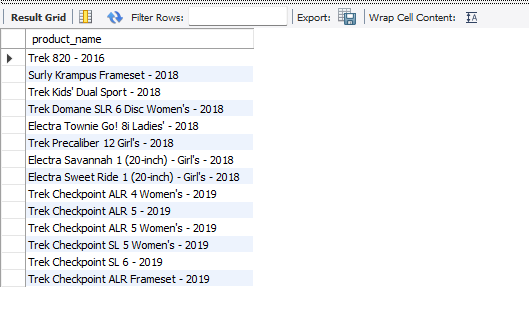 Result Grid Filter Rows: Export: Wrap Cell Content:
product_name
Trek 820 - 2016
Surly Krampus Frameset - 2018
Trek Kids' Dual Sport - 2018
Trek Domane SLR 6 Disc Women's - 2018
Electra Townie Go! 8i Ladies' - 2018
Trek Precaliber 12 Girl's - 2018
Electra Savannah 1 (20-inch) - Girl's - 2018
Electra Sweet Ride 1 (20-inch) - Girl's - 2018
Trek Checkpoint ALR 4 Women's - 2019
Trek Checkpoint ALR 5 - 2019
Trek Checkpoint ALR 5 Women's - 2019
Trek Checkpoint SL 5 Women's - 2019
Trek Checkpoint SL 6 - 2019
Trek Checkpoint ALR Frameset - 2019